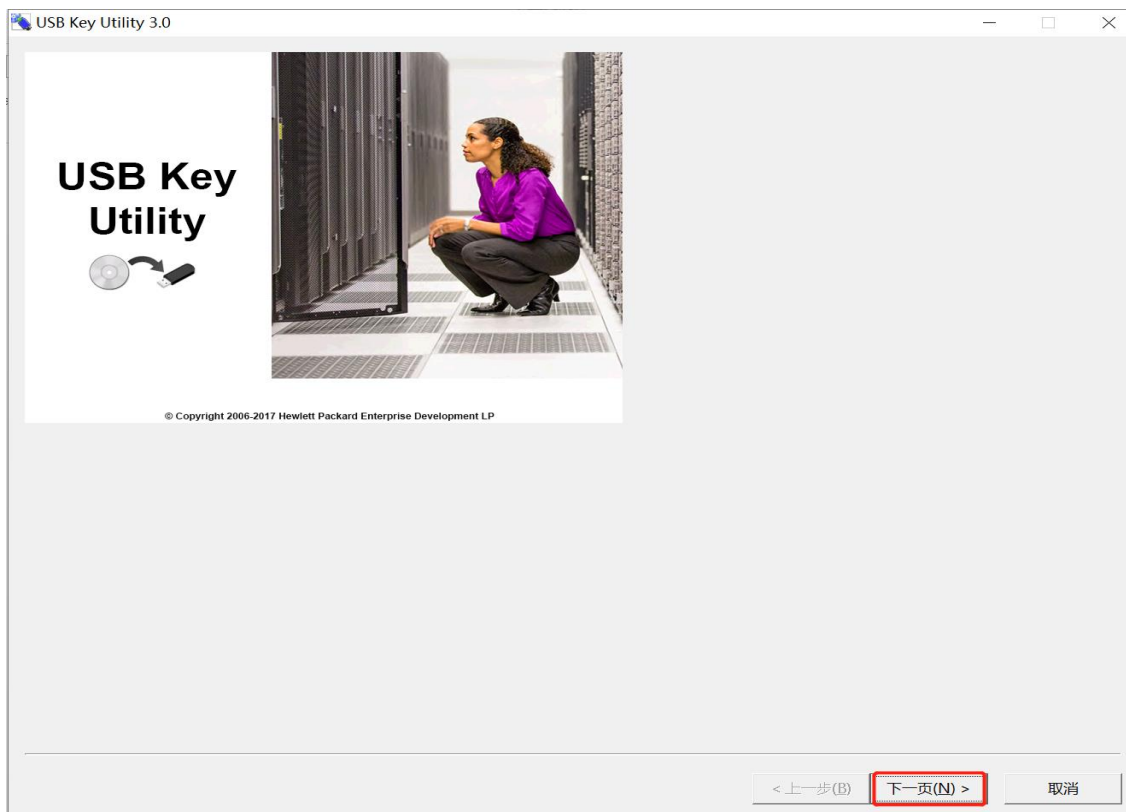 USB Key Utility 3.0
USB Key
Utility
© Copyright 2006-2017 Hewlett Packard Enterprise Development LP
< 上一步(B)
下一页(N) >
取消